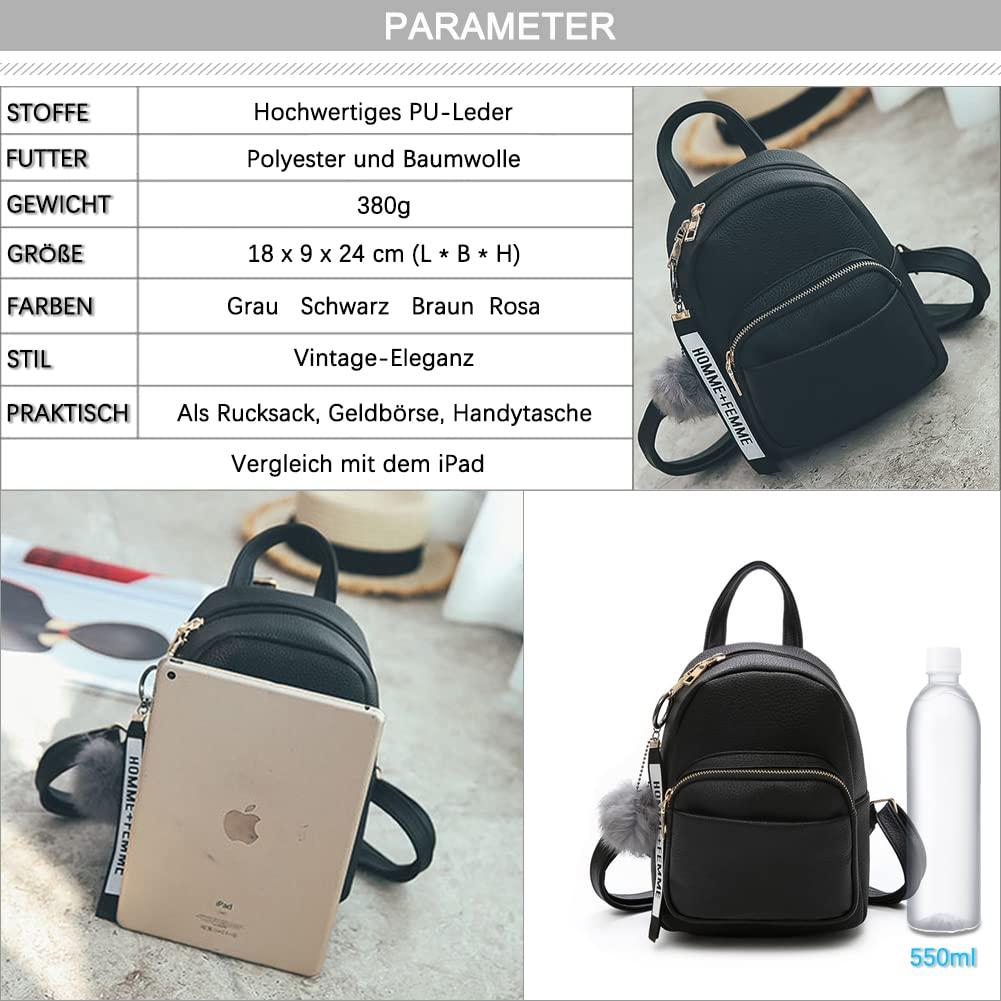 PARAMETER
STOFFE Hochwertiges PU-Leder
FUTTER Polyester und Baumwolle
GEWICHT 380g
GRÖßE 18 x 9 x 24 cm (L * B * H)
FARBEN Grau Schwarz Braun Rosa
STIL Vintage-Eleganz
PRAKTISCH Als Rucksack, Geldbörse, Handytasche
Vergleich mit dem iPad
HOMME+FEMME
HOMME+FEMME
iPad
HOMME+FEMME
550ml